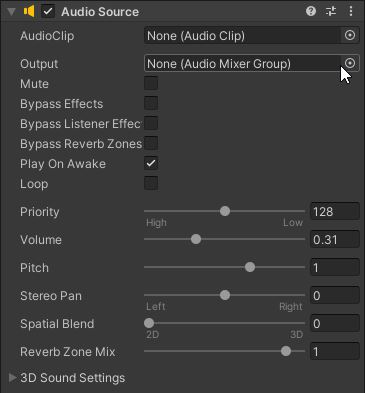 Audio Source
AudioClip None (Audio Clip)
Output None (Audio Mixer Group)
Mute
Bypass Effects
Bypass Listener Effec
Bypass Reverb Zones
Play On Awake
Loop
Priority 128
High Low
Volume 0.31
Pitch 1
Stereo Pan 0
Left Right
Spatial Blend 0
2D 3D
Reverb Zone Mix 1
3D Sound Settings